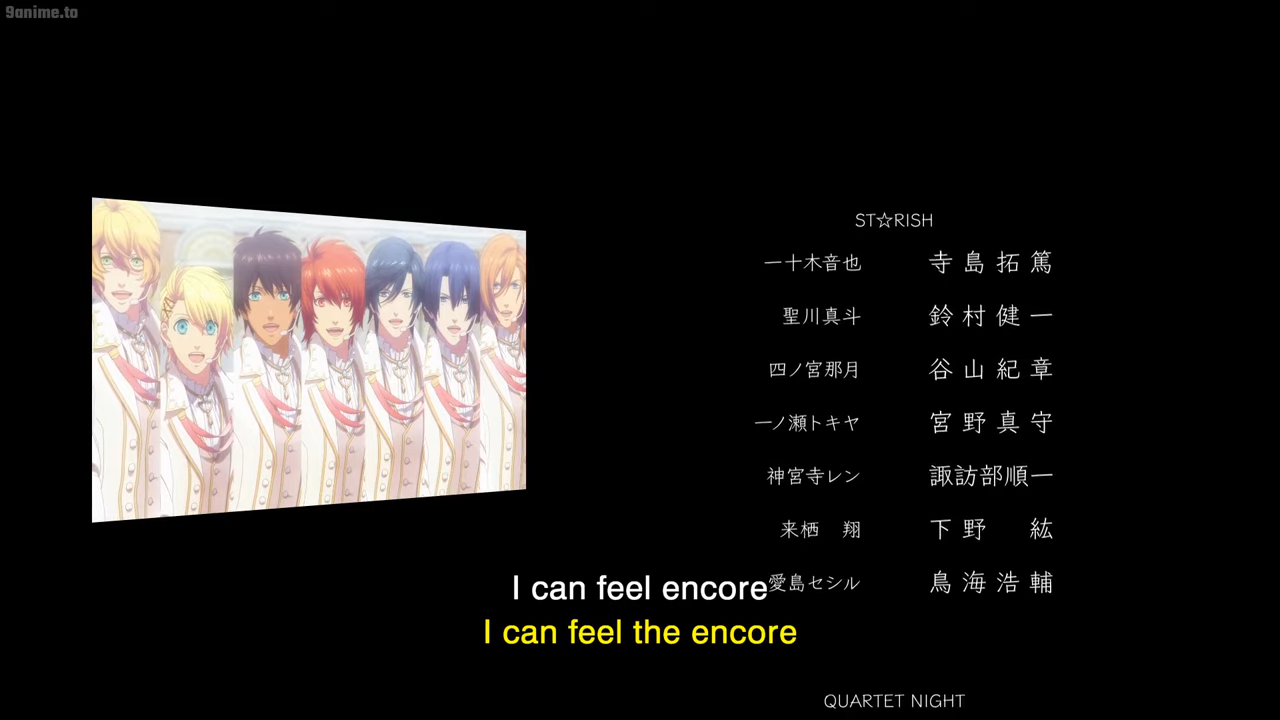 9anime.to
ST☆RISH
一十木音也 寺島拓篤
聖川真斗 鈴村健一
四ノ宮那月 谷山紀章
一ノ瀬トキヤ 宮野真守
神宮寺レン 諏訪部順一
来栖 翔 下野 紘
愛島セシル 鳥海浩輔
I can feel encore
I can feel the encore
QUARTET NIGHT